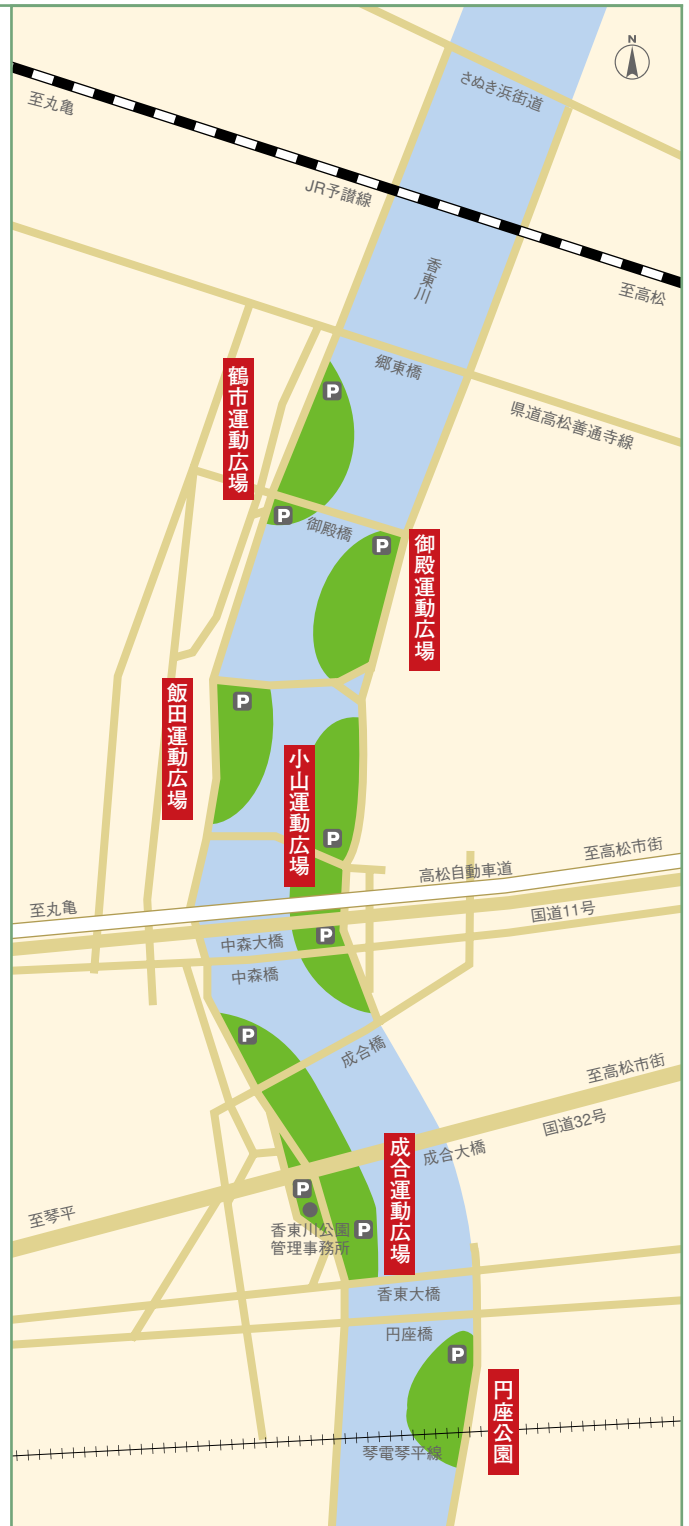 N
さぬき浜街道
至丸亀
JR予讃線
香東川
至高松
郷東橋
県道高松善通寺線
鶴市運動広場
P
P
御殿橋
P
御殿運動広場
飯田運動広場
P
小山運動広場
P
至高松市街
高松自動車道
至丸亀
国道11号
P
中森大橋
中森橋
P
成合橋
至高松市街
国道32号
成合運動広場
成合大橋
P
至琴平
P
香東川公園
管理事務所
香東大橋
円座橋
P
円座公園
琴電琴平線